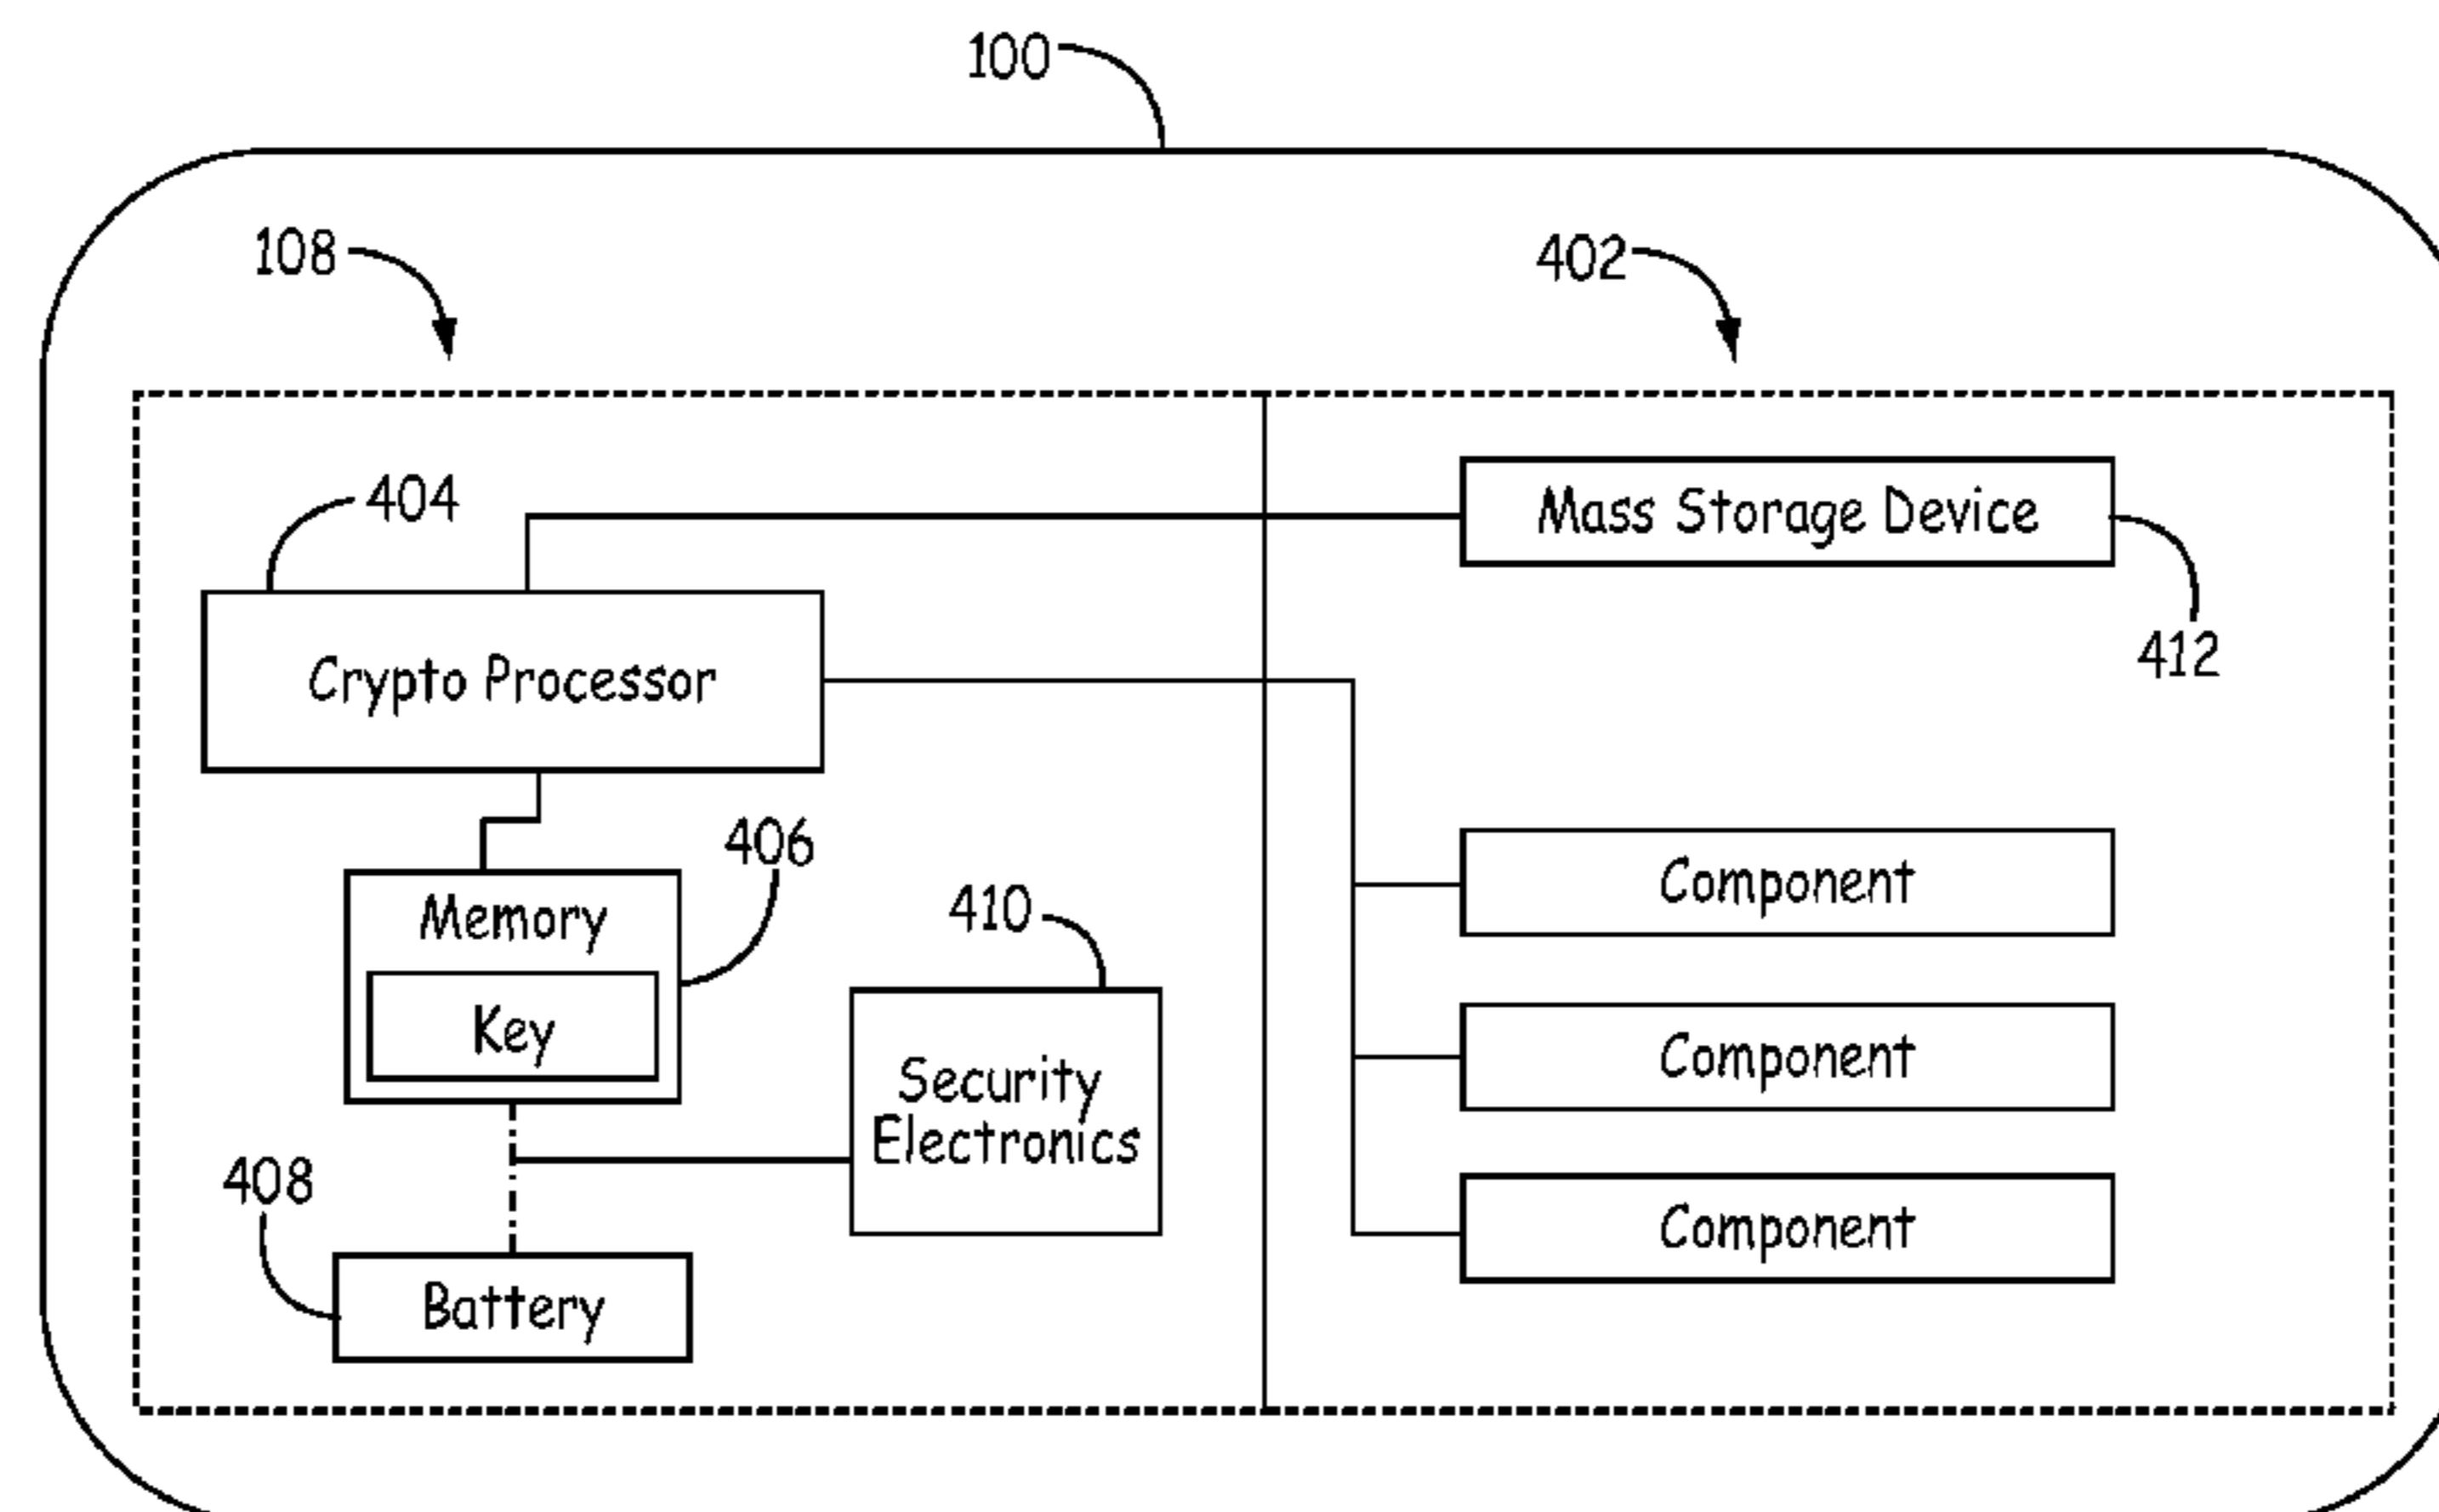 100
108
402
404
Mass Storage Device
412
Crypto Processor
406
Memory
410
Key
Security
Electronics
408
Battery
Component
Component
Component